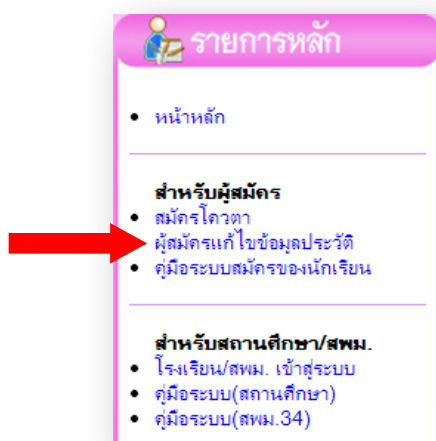 รายการหลัก
หน้าหลัก
สำหรับผู้สมัคร
สมัครโควตา
ผู้สมัครแก้ไขข้อมูลประวัติ
คู่มือระบบสมัครของนักเรียน
สำหรับสถานศึกษา/สพม.
โรงเรียน/สพม. เข้าสู่ระบบ
คู่มือระบบ(สถานศึกษา)
คู่มือระบบ(สพม.34)